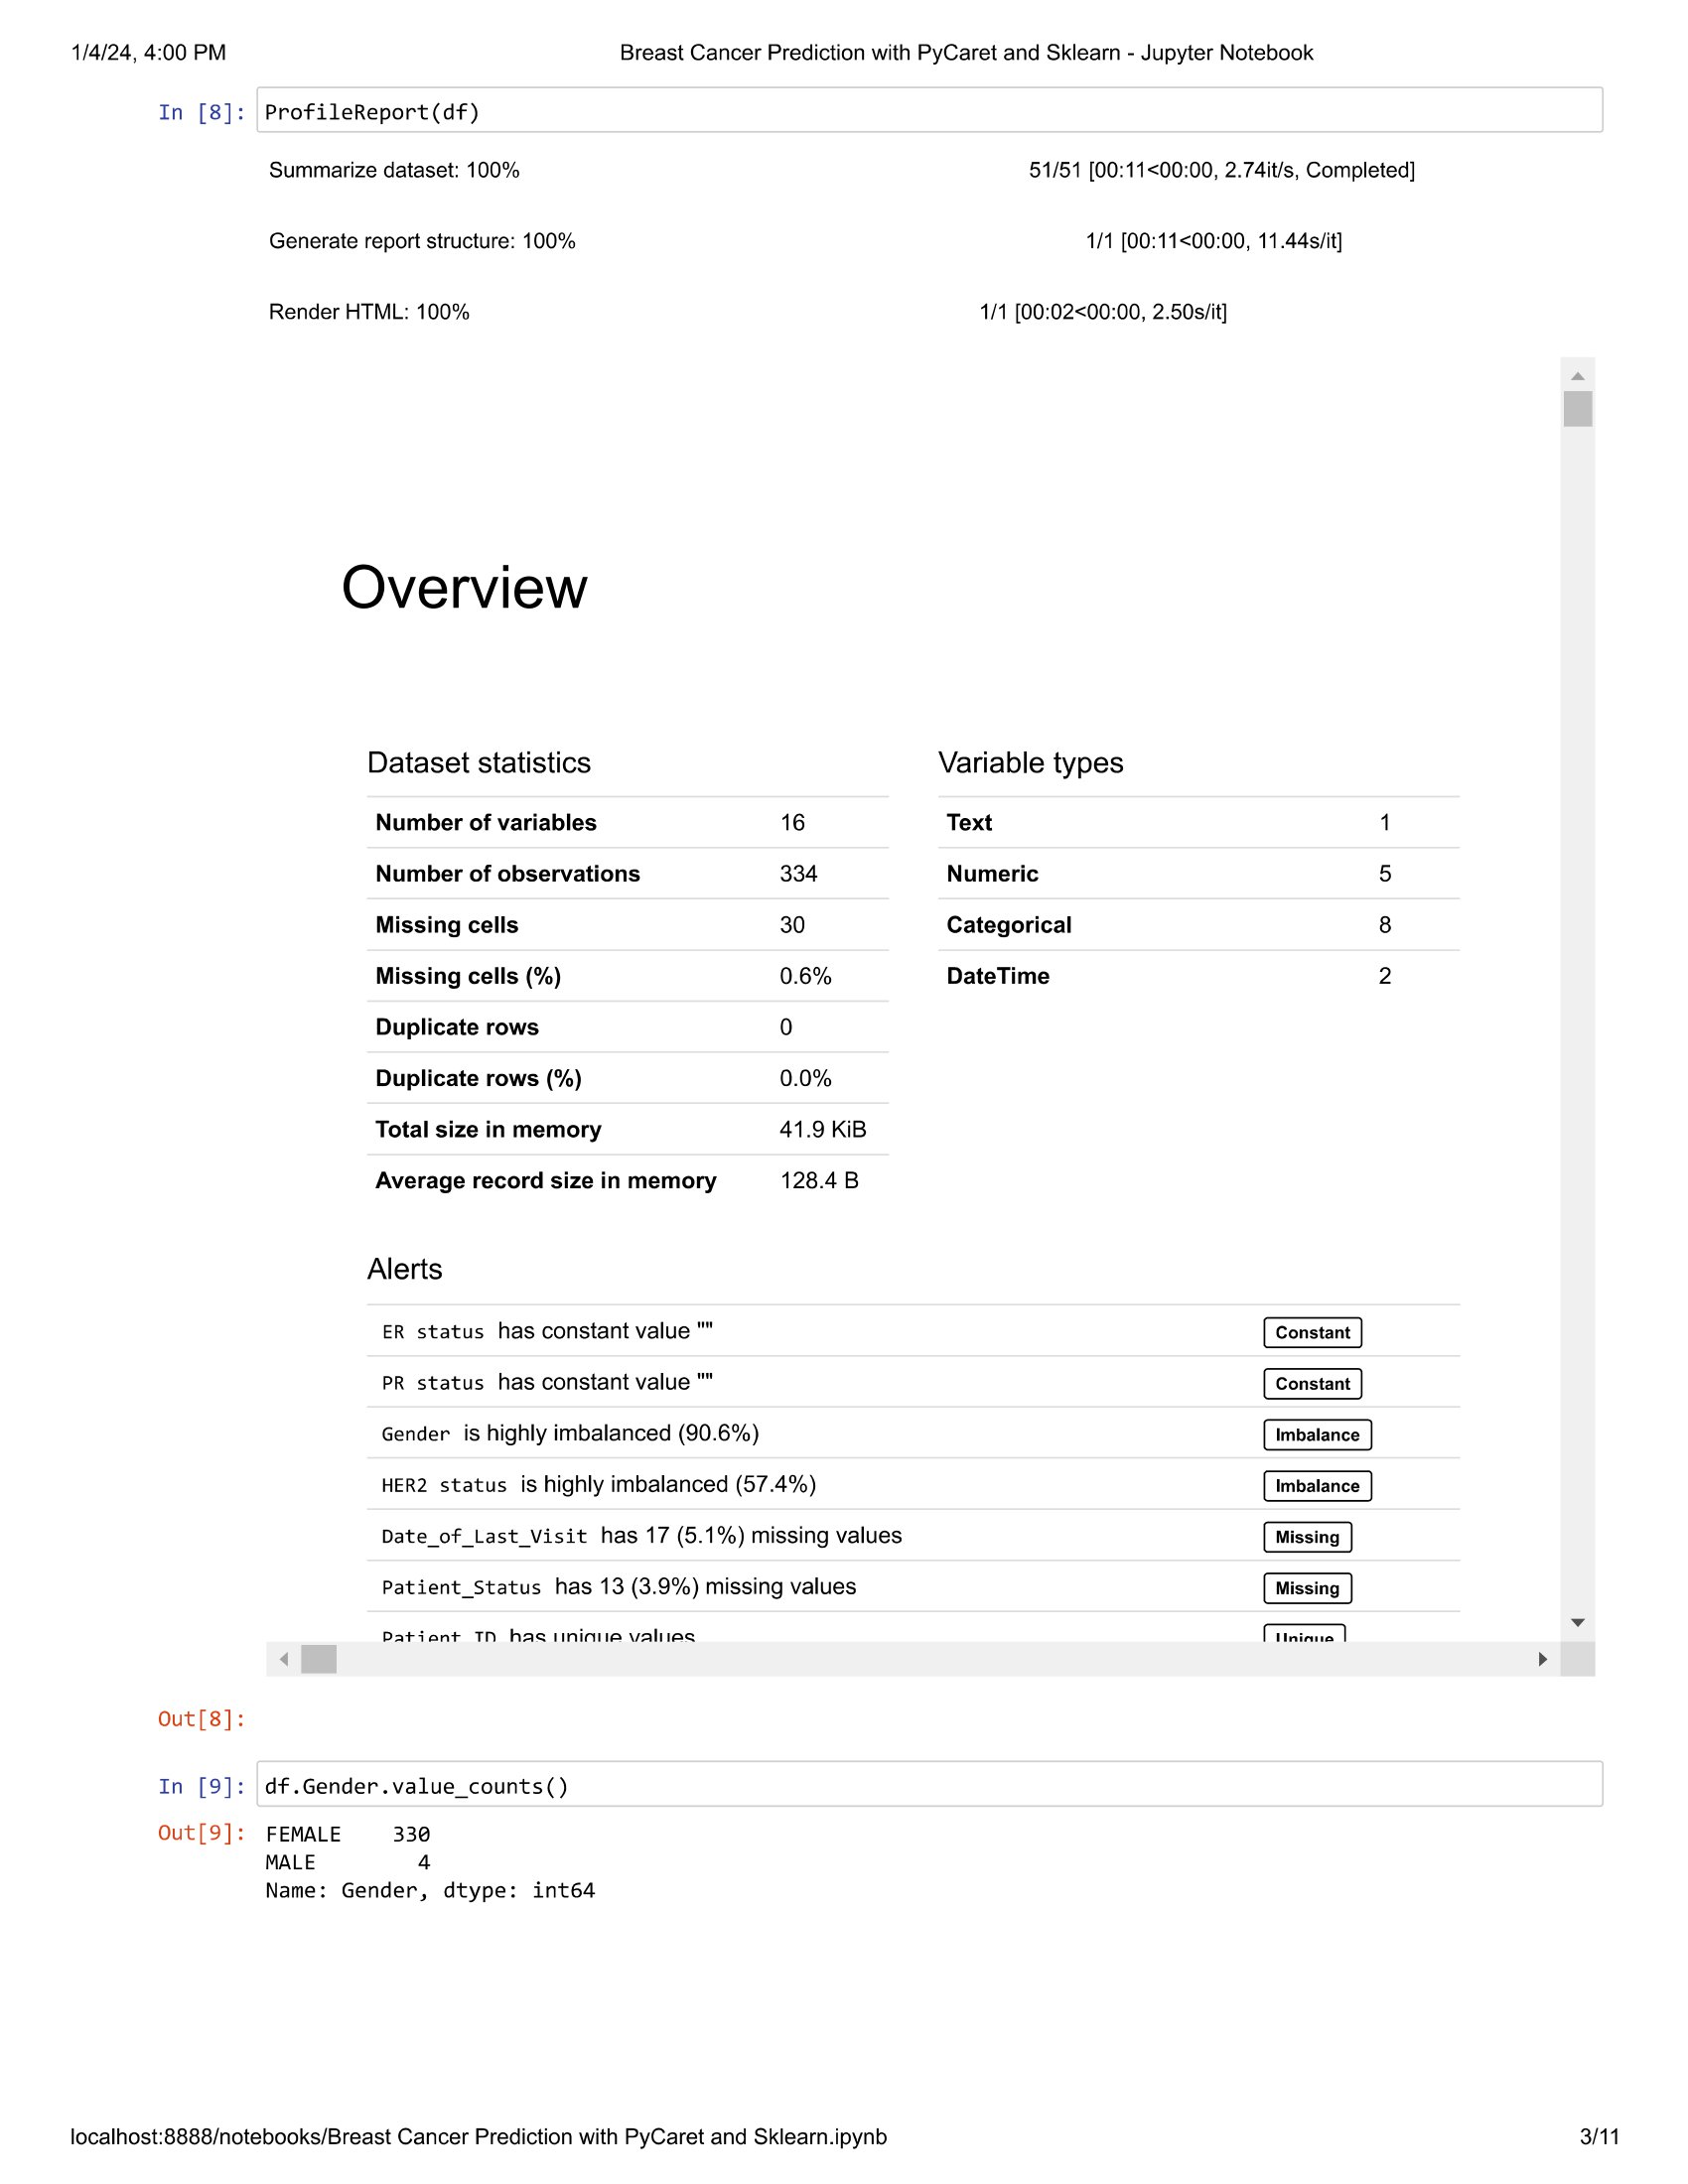 1/4/24, 4:00 PM Breast Cancer Prediction with PyCaret and Sklearn - Jupyter Notebook
In [8]: ProfileReport(df)
Summarize dataset: 100% 51/51 [00:11<00:00, 2.74it/s, Completed]
Generate report structure: 100% 1/1 [00:11<00:00, 11.44s/it]
Render HTML: 100% 1/1 [00:02<00:00, 2.50s/it]
Overview
Dataset statistics
Number of variables 16
Number of observations 334
Missing cells 30
Missing cells (%) 0.6%
Duplicate rows 0
Duplicate rows (%) 0.0%
Total size in memory 41.9 KiB
Average record size in memory 128.4 B
Variable types
Text 1
Numeric 5
Categorical 8
DateTime 2
Alerts
ER status has constant value "" Constant
PR status has constant value "" Constant
Gender is highly imbalanced (90.6%) Imbalance
HER2 status is highly imbalanced (57.4%) Imbalance
Date_of_Last_Visit has 17 (5.1%) missing values Missing
Patient_Status has 13 (3.9%) missing values Missing
Patient_ID has unique values Unique
Out[8]:
In [9]: df.Gender.value_counts()
Out[9]: FEMALE 330
MALE 4
Name: Gender, dtype: int64
localhost:8888/notebooks/Breast Cancer Prediction with PyCaret and Sklearn.ipynb 3/11